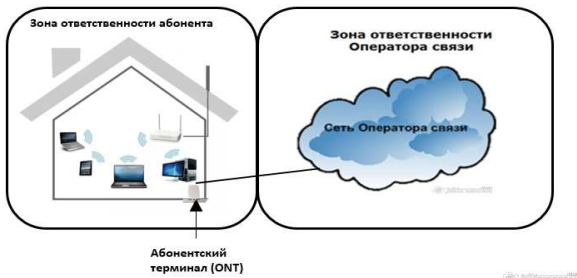 Зона ответственности абонента
Зона ответственности
Оператора связи
Сеть Оператора связи
Абонентский
терминал (ONT)